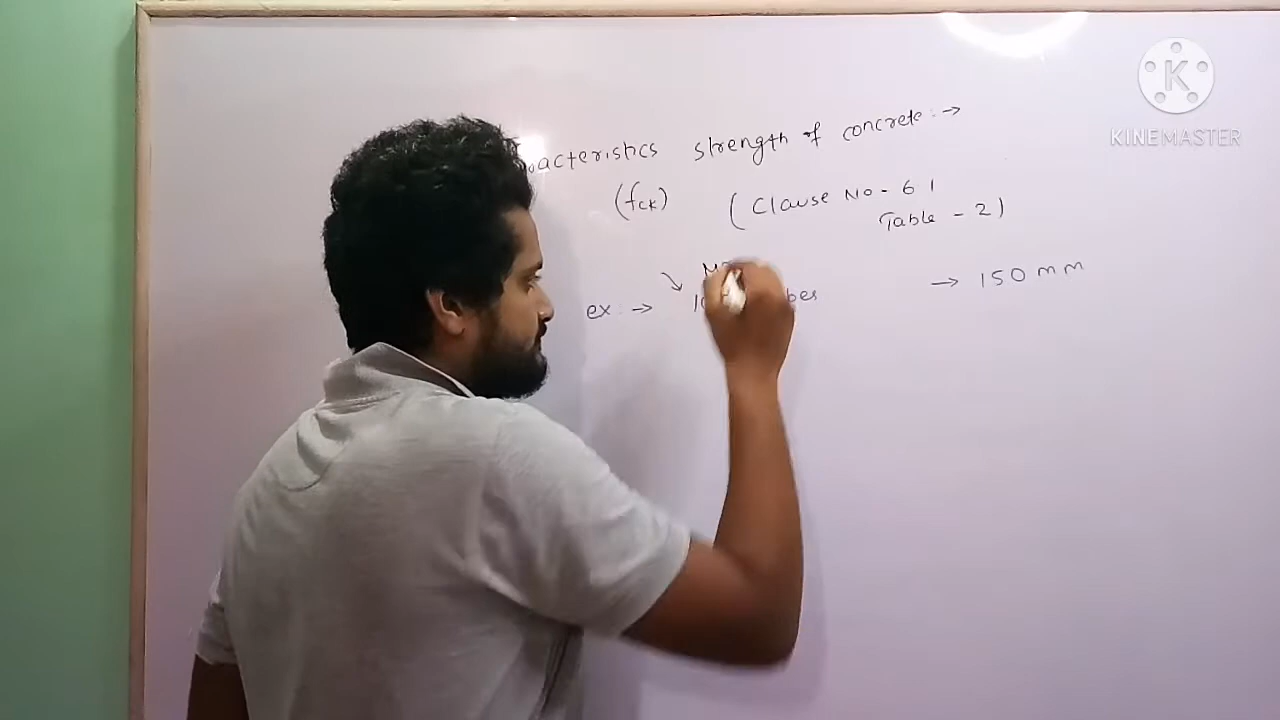 acteristics strength of concrete :→
(fck) (Clause No - 6 1
Table - 2)
ex :→ → 150 mm
K
KINEMASTER